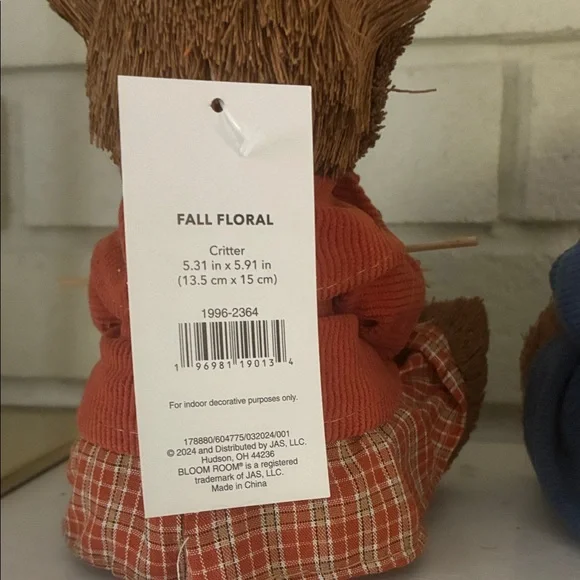 FALL FLORAL
Critter
5.31 in x 5.91 in
(13.5 cm x 15 cm)
1996-2364
1 96981 19013 4
For indoor decorative purposes only.
178880/604775/032024/001
© 2024 and Distributed by JAS, LLC.
Hudson, OH 44236
BLOOM ROOM® is a registered
trademark of JAS, LLC.
Made in China